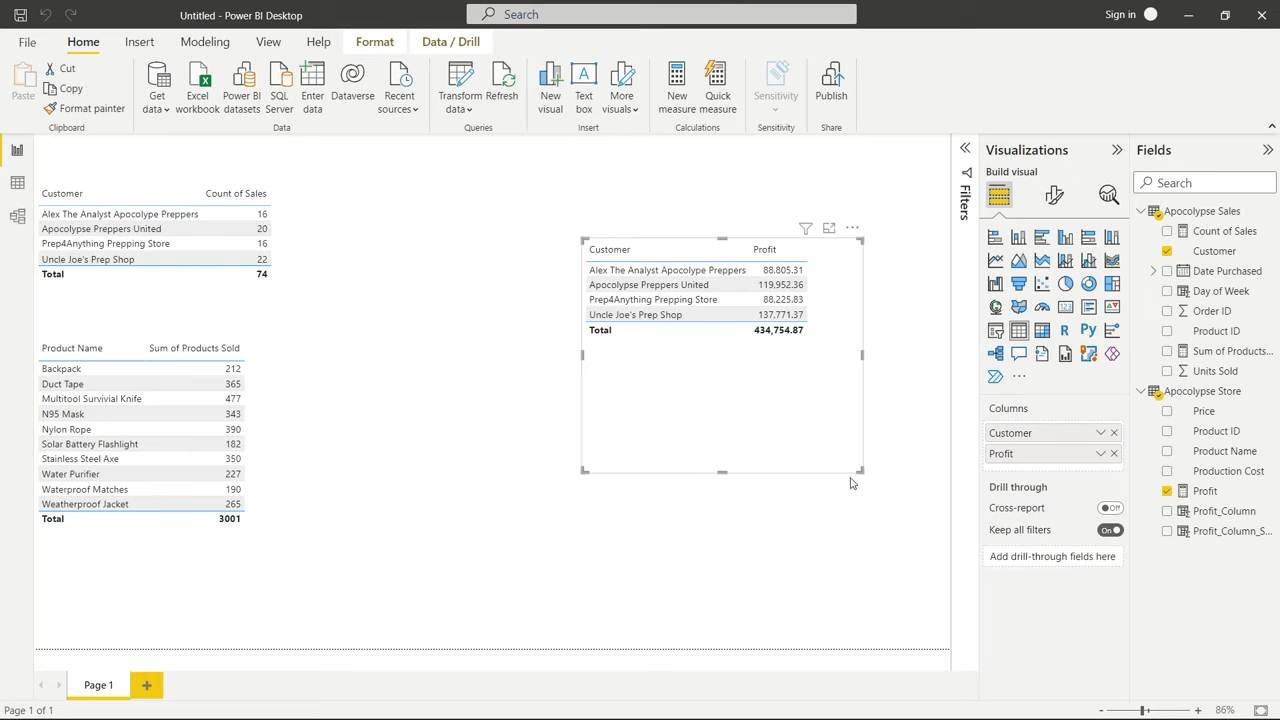 Untitled - Power BI Desktop
Search
Sign in
File
Home
Insert
Modeling
View
Help
Format
Data / Drill
Paste
Cut
Copy
Format painter
Clipboard
Get data
Excel workbook
Power BI datasets
SQL Server
Enter data
Dataverse
Recent sources
Data
Transform data
Refresh
Queries
New visual
Text box
More visuals
Insert
New measure
Quick measure
Calculations
Sensitivity
Sensitivity
Publish
Share
Customer Count of Sales
Alex The Analyst Apocolype Preppers 16
Apocolypse Preppers United 20
Prep4Anything Prepping Store 16
Uncle Joe's Prep Shop 22
Total 74
Product Name Sum of Products Sold
Backpack 212
Duct Tape 365
Multitool Survivial Knife 477
N95 Mask 343
Nylon Rope 390
Solar Battery Flashlight 182
Stainless Steel Axe 350
Water Purifier 227
Waterproof Matches 190
Weatherproof Jacket 265
Total 3001
Customer Profit
Alex The Analyst Apocolype Preppers 88,805.31
Apocolypse Preppers United 119,952.36
Prep4Anything Prepping Store 88,225.83
Uncle Joe's Prep Shop 137,771.37
Total 434,754.87
Filters
Visualizations
Build visual
R
Py
123
Columns
Customer
Profit
Drill through
Cross-report
Off
Keep all filters
On
Add drill-through fields here
Fields
Search
Apocolypse Sales
Count of Sales
Customer
Date Purchased
Day of Week
Order ID
Product ID
Sum of Products...
Units Sold
Apocolypse Store
Price
Product ID
Product Name
Production Cost
Profit
Profit_Column
Profit_Column_S...
Page 1
Page 1 of 1
86%